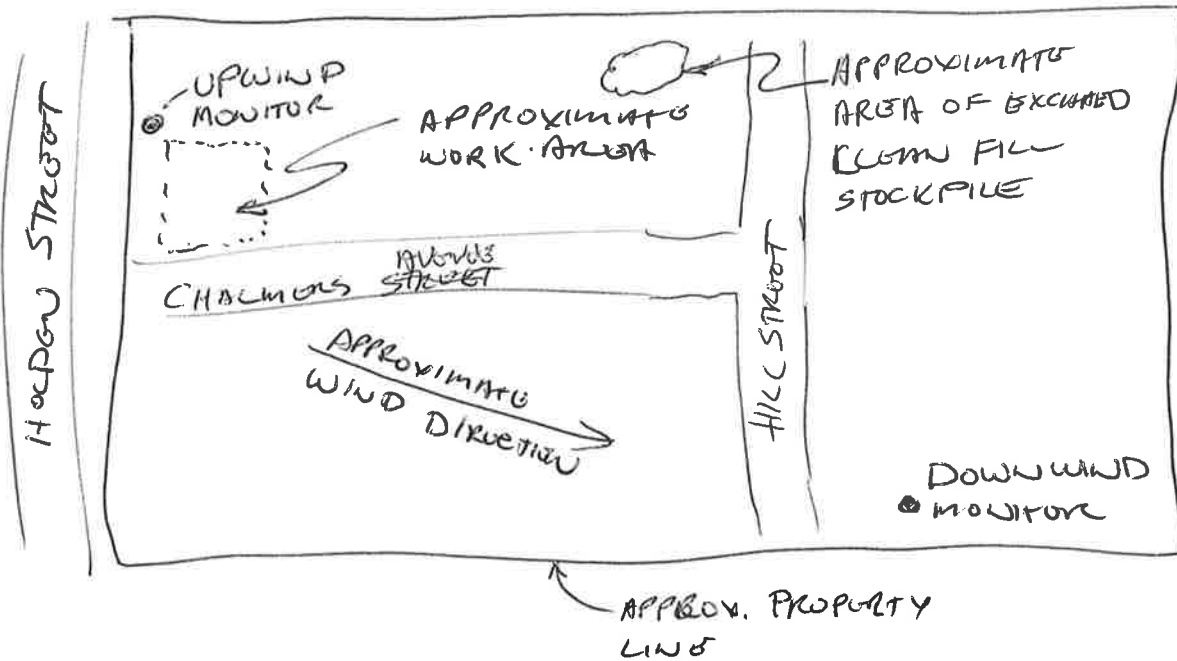 UPWIND
MONITOR
APPROXIMATE
WORK AREA
APPROXIMATE
AREA OF
CLEAN FILL
STOCKPILE
HOLDEN STREET
AVENUE
CHALMERS STREET
HILL STREET
APPROXIMATE
WIND DIRECTION
DOWNWIND
MONITOR
APPROX. PROPERTY
LINE